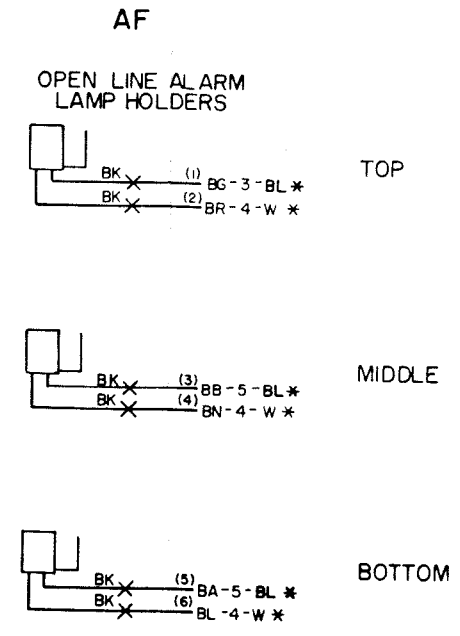 AF
OPEN LINE ALARM
LAMP HOLDERS
TOP
BK (1) BG-3-BL *
BK (2) BR-4-W *
MIDDLE
BK (3) BB-5-BL *
BK (4) BN-4-W *
BOTTOM
BK (5) BA-5-BL *
BK (6) BL-4-W *